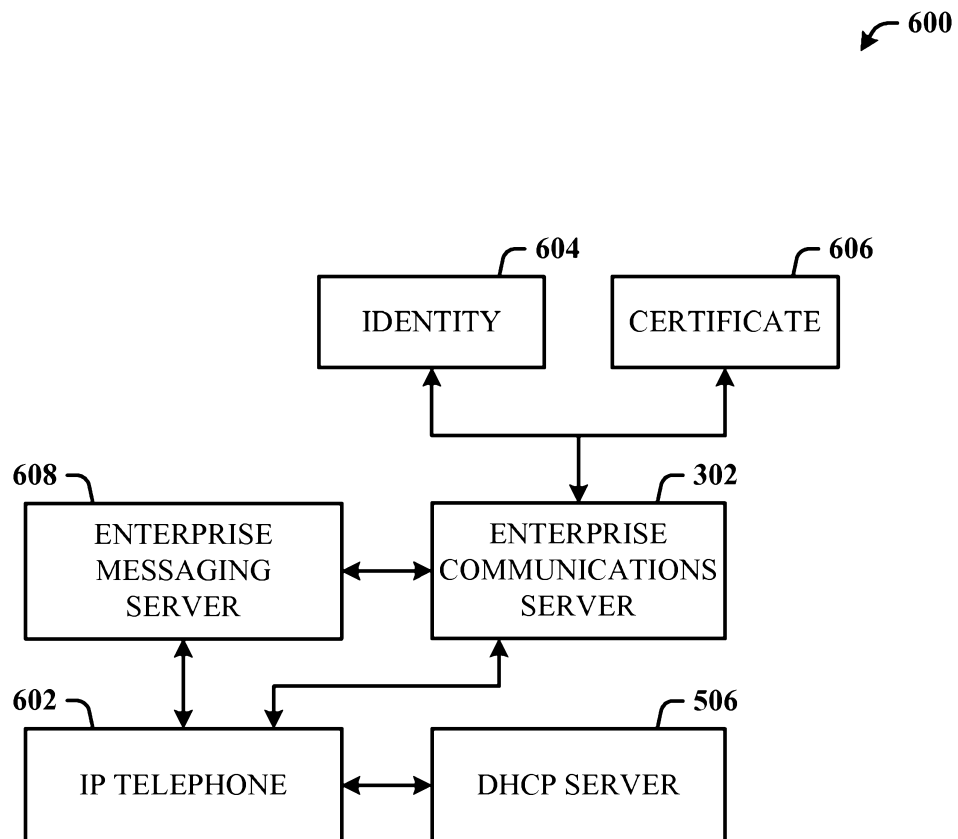 600
604
606
IDENTITY
CERTIFICATE
608
302
ENTERPRISE
MESSAGING
SERVER
ENTERPRISE
COMMUNICATIONS
SERVER
602
506
IP TELEPHONE
DHCP SERVER